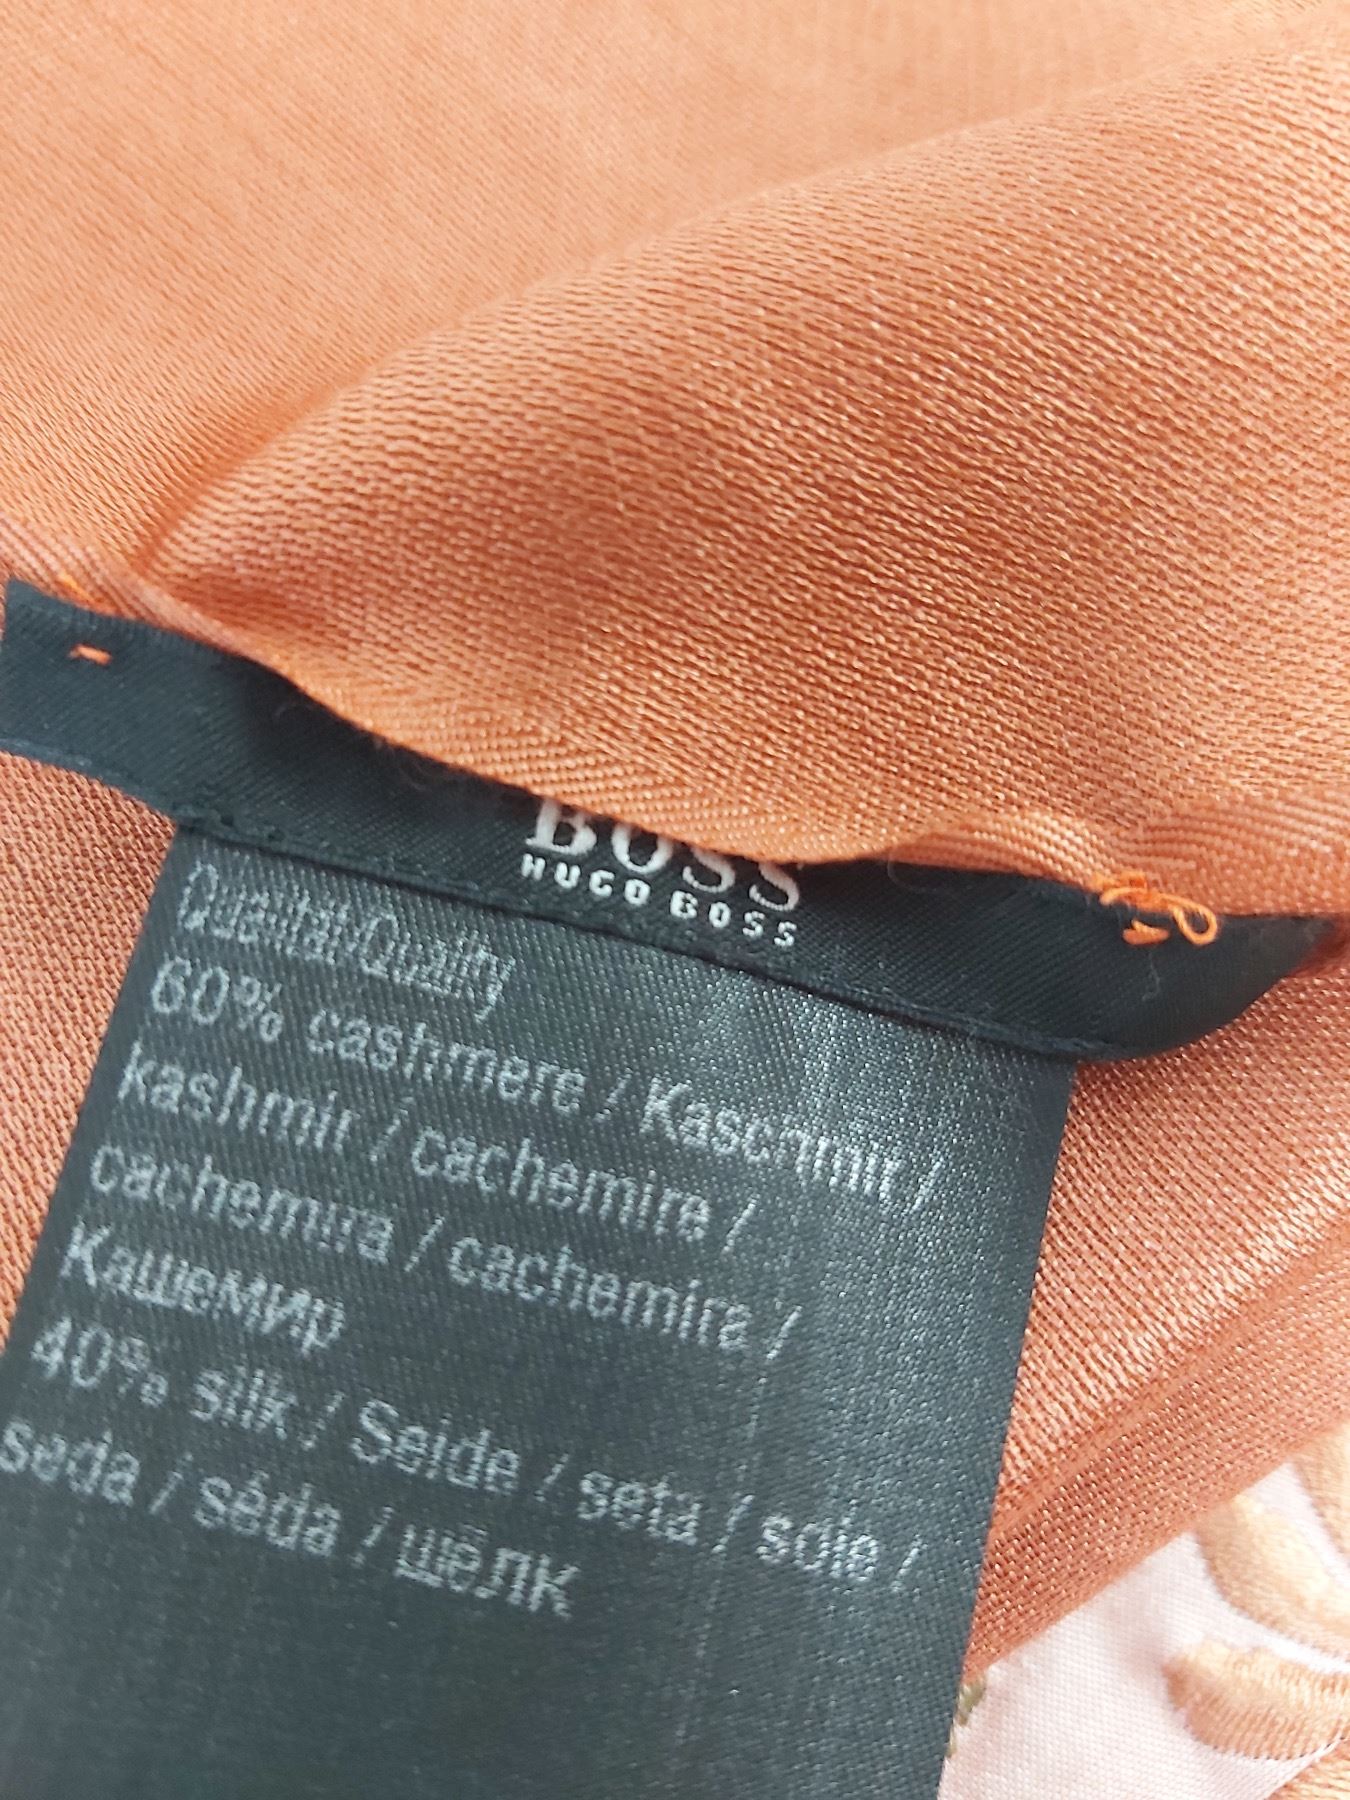 BOSS
HUGO BOSS
Qualität/Quality
60% cashmere / Kaschmir /
kashmir / cachemire /
cachemira / cachemira /
Кашемир
40% silk / Seide / seta / soie /
seda / sėda / шёлк